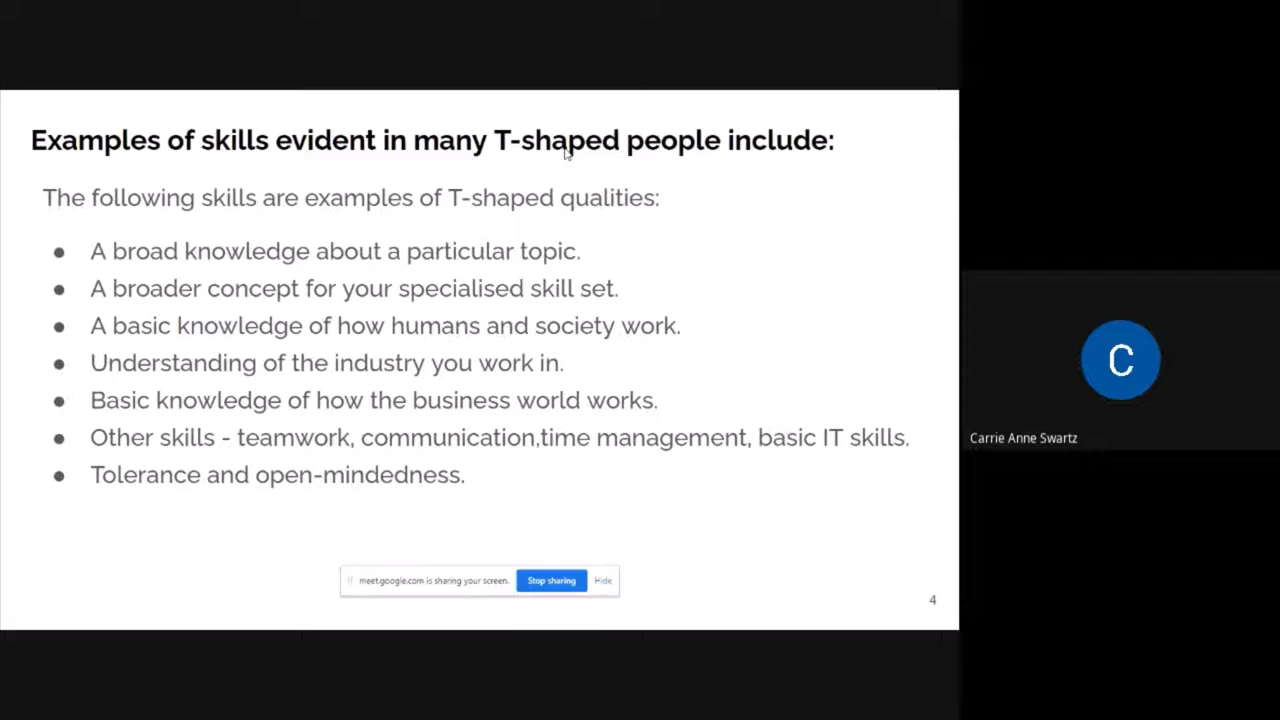 Examples of skills evident in many T-shaped people include:
The following skills are examples of T-shaped qualities:
● A broad knowledge about a particular topic.
● A broader concept for your specialised skill set.
● A basic knowledge of how humans and society work.
● Understanding of the industry you work in.
● Basic knowledge of how the business world works.
● Other skills - teamwork, communication,time management, basic IT skills.
● Tolerance and open-mindedness.
meet.google.com is sharing your screen. Stop sharing Hide
4
C
Carrie Anne Swartz